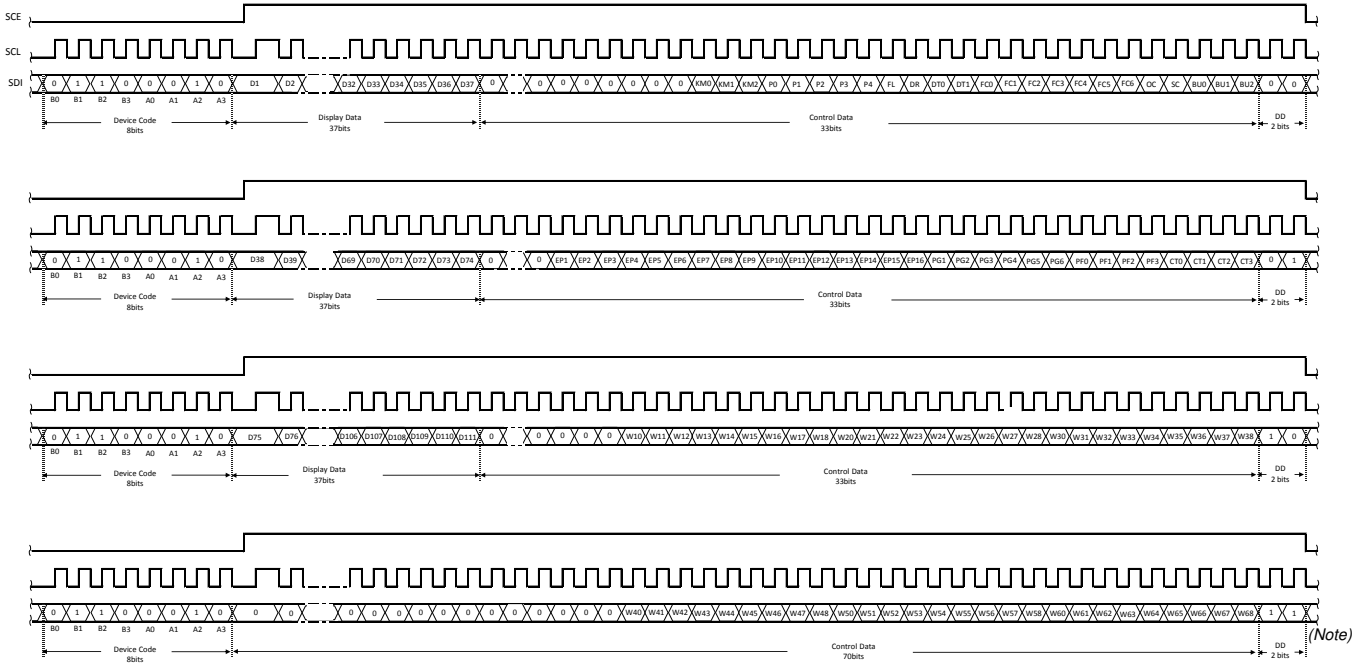 SCE
SCL
SDI 0 1 1 0 0 0 1 0 D1 D2 D32 D33 D34 D35 D36 D37 0 0 0 0 0 0 0 0 KM0 KM1 KM2 P0 P1 P2 P3 P4 FL DR DT0 DT1 FC0 FC1 FC2 FC3 FC4 FC5 FC6 OC SC BU0 BU1 BU2 0 0
B0 B1 B2 B3 A0 A1 A2 A3
Device Code
8bits
Display Data
37bits
Control Data
33bits
DD
2 bits
0 1 1 0 0 0 1 0 D38 D39 D69 D70 D71 D72 D73 D74 0 0 EP1 EP2 EP3 EP4 EP5 EP6 EP7 EP8 EP9 EP10 EP11 EP12 EP13 EP14 EP15 EP16 PG1 PG2 PG3 PG4 PG5 PG6 PF0 PF1 PF2 PF3 CT0 CT1 CT2 CT3 0 1
B0 B1 B2 B3 A0 A1 A2 A3
Device Code
8bits
Display Data
37bits
Control Data
33bits
DD
2 bits
0 1 1 0 0 0 1 0 D75 D76 D106 D107 D108 D109 D110 D111 0 0 0 0 0 W10 W11 W12 W13 W14 W15 W16 W17 W18 W20 W21 W22 W23 W24 W25 W26 W27 W28 W30 W31 W32 W33 W34 W35 W36 W37 W38 1 0
B0 B1 B2 B3 A0 A1 A2 A3
Device Code
8bits
Display Data
37bits
Control Data
33bits
DD
2 bits
0 1 1 0 0 0 1 0 0 0 0 0 0 0 0 0 0 0 0 0 0 0 W40 W41 W42 W43 W44 W45 W46 W47 W48 W50 W51 W52 W53 W54 W55 W56 W57 W58 W60 W61 W62 W63 W64 W65 W66 W67 W68 1 1
B0 B1 B2 B3 A0 A1 A2 A3
(Note)
Device Code
8bits
Control Data
70bits
DD
2 bits